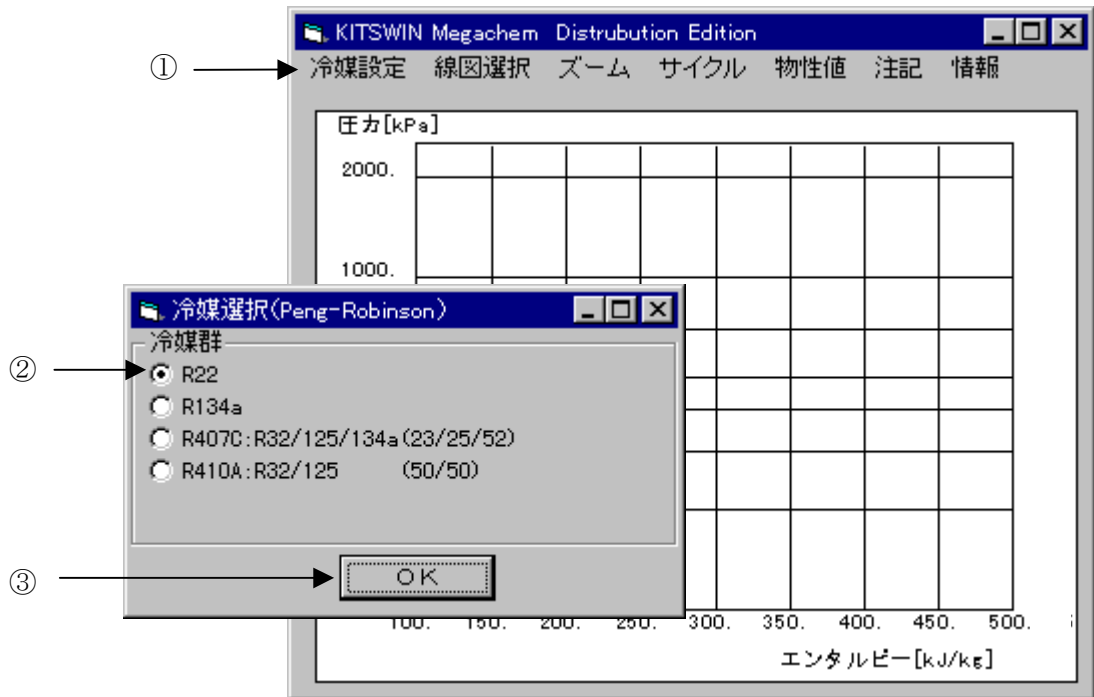 KITSWIN Megachem Distrubution Edition
① 冷媒設定 線図選択 ズーム サイクル 物性値 注記 情報
圧力[kPa]
2000.
1000.
冷媒選択(Peng-Robinson)
冷媒群
② R22
R134a
R407C:R32/125/134a(23/25/52)
R410A:R32/125 (50/50)
③ OK
100. 150. 200. 250. 300. 350. 400. 450. 500.
エンタルピー[kJ/kg]